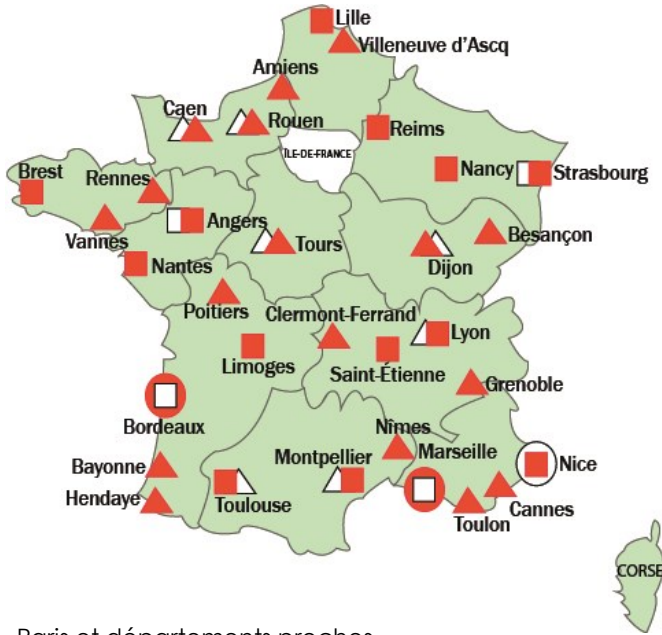 Lille
Villeneuve d'Ascq
Amiens
Caen
Rouen
ÎLE-DE-FRANCE
Reims
Brest
Rennes
Nancy
Strasbourg
Angers
Vannes
Tours
Besançon
Dijon
Nantes
Poitiers
Clermont-Ferrand
Lyon
Limoges
Saint-Étienne
Grenoble
Bordeaux
Nîmes
Montpellier
Marseille
Bayonne
Nice
Hendaye
Toulouse
Cannes
Toulon
CORSE
Paris et départements proches